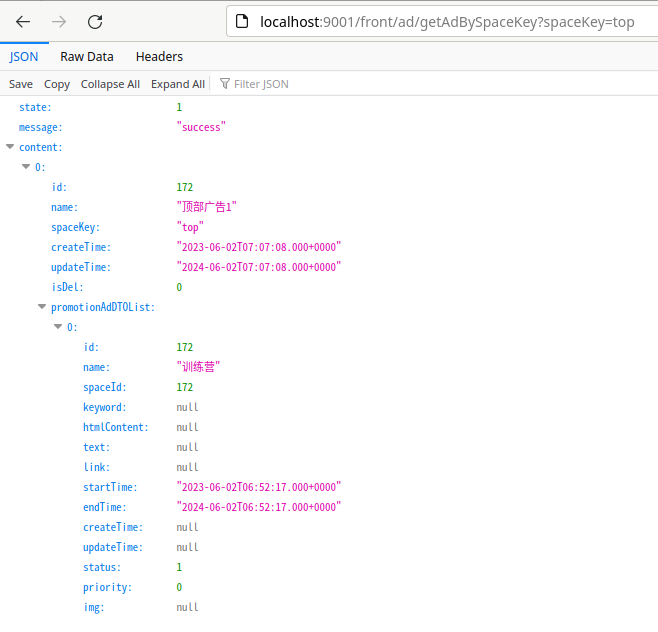 localhost:9001/front/ad/getAdBySpaceKey?spaceKey=top
JSON Raw Data Headers
Save Copy Collapse All Expand All Filter JSON
state: 1
message: "success"
content:
0:
id: 172
name: "顶部广告1"
spaceKey: "top"
createTime: "2023-06-02T07:07:08.000+0000"
updateTime: "2024-06-02T07:07:08.000+0000"
isDel: 0
promotionAdDTOList:
0:
id: 172
name: "训练营"
spaceId: 172
keyword: null
htmlContent: null
text: null
link: null
startTime: "2023-06-02T06:52:17.000+0000"
endTime: "2024-06-02T06:52:17.000+0000"
createTime: null
updateTime: null
status: 1
priority: 0
img: null